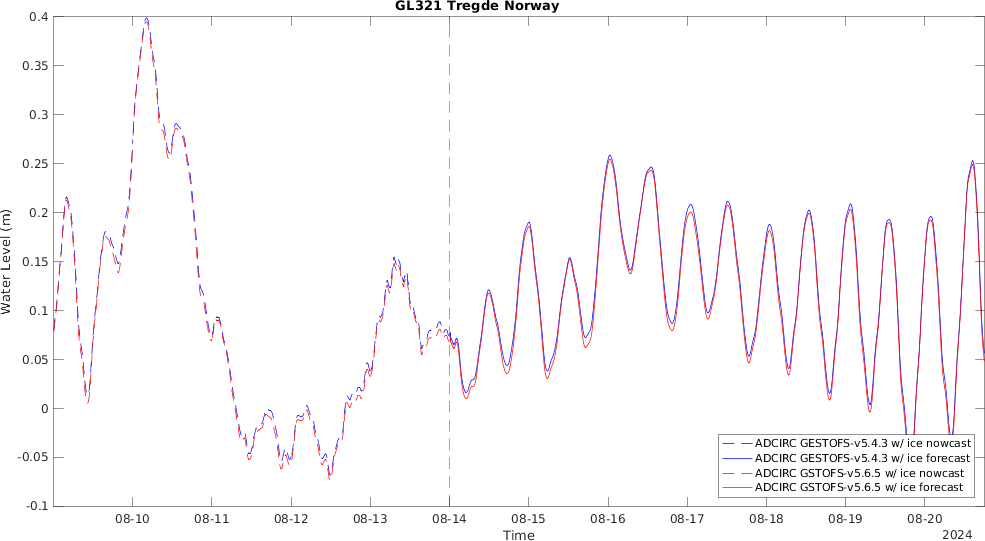 GL321 Tregde Norway
0.4
0.35
0.3
0.25
0.2
0.15
0.1
0.05
0
-0.05
-0.1
Water Level (m)
08-10 08-11 08-12 08-13 08-14 08-15 08-16 08-17 08-18 08-19 08-20
Time
2024
ADCIRC GESTOFS-v5.4.3 w/ ice nowcast
ADCIRC GESTOFS-v5.4.3 w/ ice forecast
ADCIRC GSTOFS-v5.6.5 w/ ice nowcast
ADCIRC GSTOFS-v5.6.5 w/ ice forecast